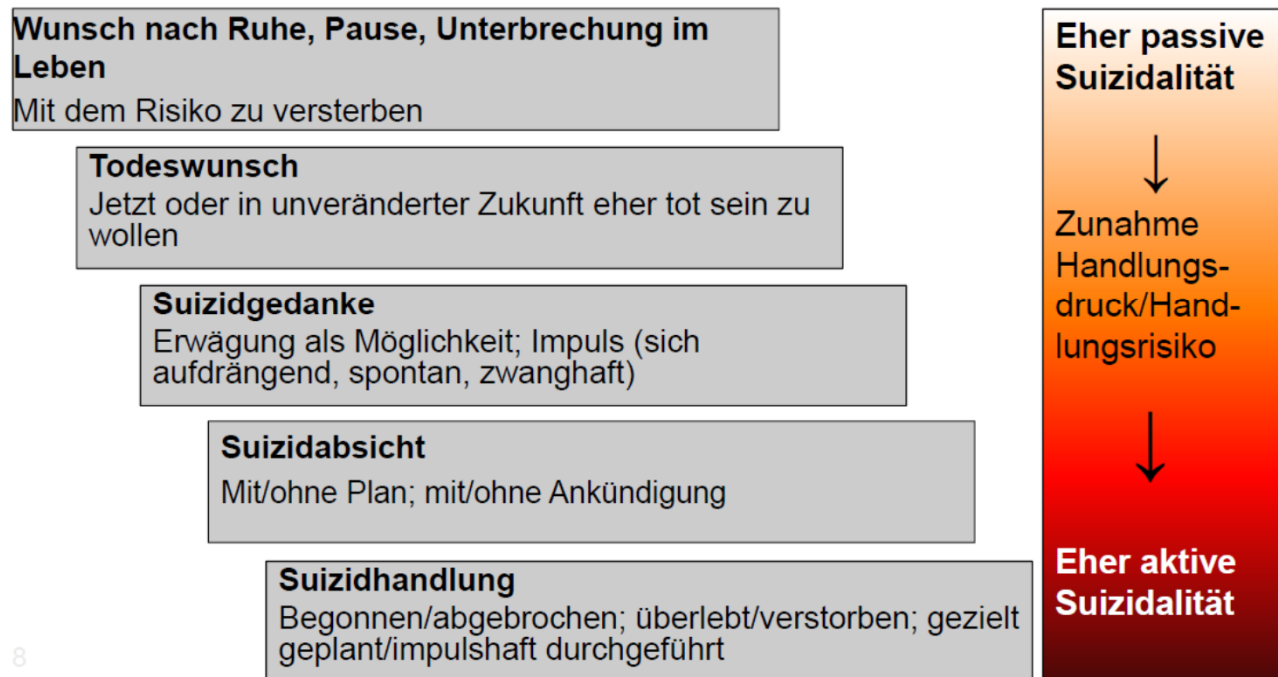 Wunsch nach Ruhe, Pause, Unterbrechung im
Leben
Mit dem Risiko zu versterben
Todeswunsch
Jetzt oder in unveränderter Zukunft eher tot sein zu
wollen
Suizidgedanke
Erwägung als Möglichkeit; Impuls (sich
aufdrängend, spontan, zwanghaft)
Suizidabsicht
Mit/ohne Plan; mit/ohne Ankündigung
Suizidhandlung
Begonnen/abgebrochen; überlebt/verstorben; gezielt
geplant/impulshaft durchgeführt
Eher passive
Suizidalität
↓
Zunahme
Handlungs-
druck/Hand-
lungsrisiko
↓
Eher aktive
Suizidalität
8